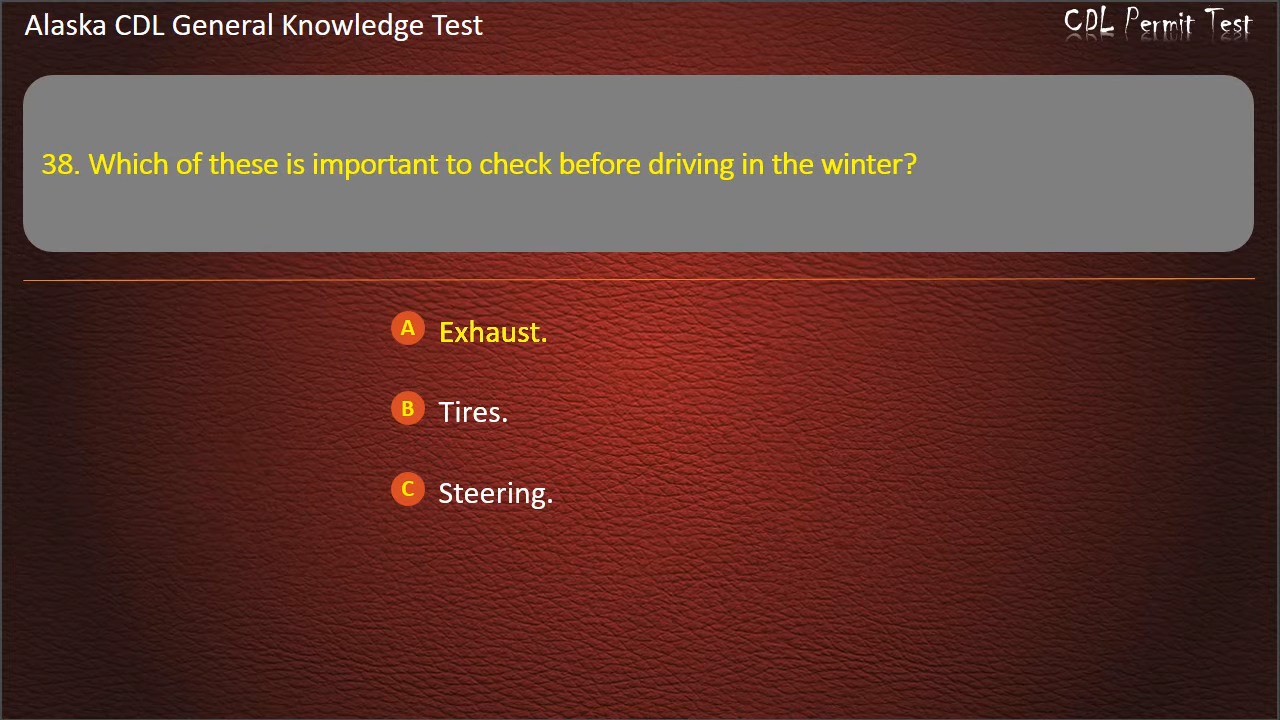 Alaska CDL General Knowledge Test
CDL Permit Test
38. Which of these is important to check before driving in the winter?
A Exhaust.
B Tires.
C Steering.